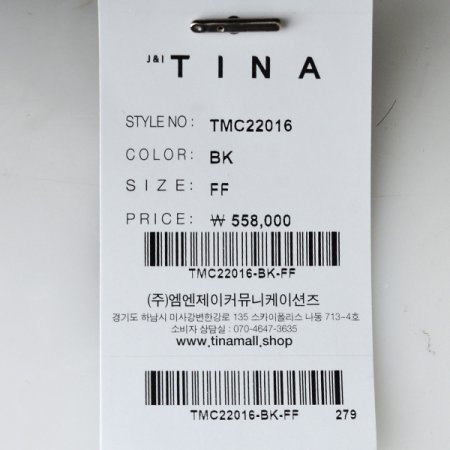 J&I TINA
STYLE NO: TMC22016
COLOR: BK
SIZE: FF
PRICE: ₩ 558,000
TMC22016-BK-FF
(주)엠엔제이커뮤니케이션즈
경기도 하남시 미사강변한강로 135 스카이폴리스 나동 713-4호
소비자 상담실 : 070-4647-3635
www.tinamall.shop
TMC22016-BK-FF 279